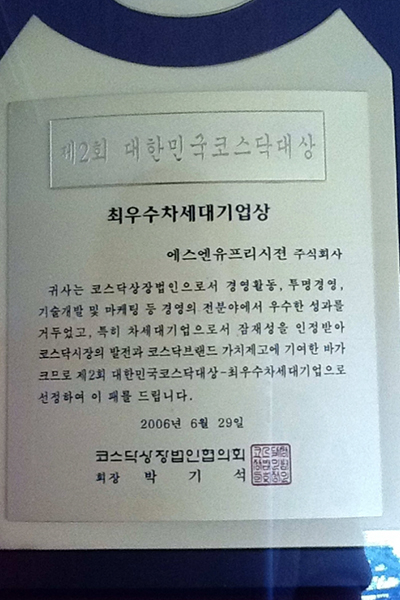 제2회 대한민국코스닥대상
최우수차세대기업상
에스엔유프리시젼 주식회사
귀사는 코스닥상장법인으로서 경영활동, 투명경영,
기술개발 및 마케팅 등 경영의 전분야에서 우수한 성과를
거두었고, 특히 차세대기업으로서 잠재성을 인정받아
코스닥시장의 발전과 코스닥브랜드 가치제고에 기여한 바가
크므로 제2회 대한민국코스닥대상-최우수차세대기업으로
선정하여 이 패를 드립니다.
2006년 6월 29일
코스닥상장법인협의회
회장 박 기 석